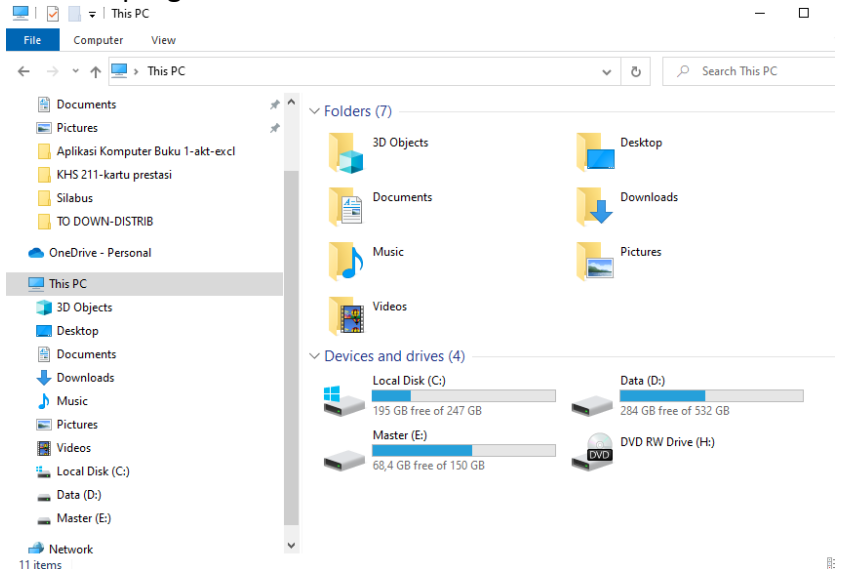 This PC
File Computer View
This PC
Search This PC
Documents
Pictures
Aplikasi Komputer Buku 1-akt-excl
KHS 211-kartu prestasi
Silabus
TO DOWN-DISTRIB
OneDrive - Personal
This PC
3D Objects
Desktop
Documents
Downloads
Music
Pictures
Videos
Local Disk (C:)
Data (D:)
Master (E:)
Network
11 items
Folders (7)
3D Objects
Desktop
Documents
Downloads
Music
Pictures
Videos
Devices and drives (4)
Local Disk (C:)
195 GB free of 247 GB
Data (D:)
284 GB free of 532 GB
Master (E:)
68,4 GB free of 150 GB
DVD RW Drive (H:)
DVD